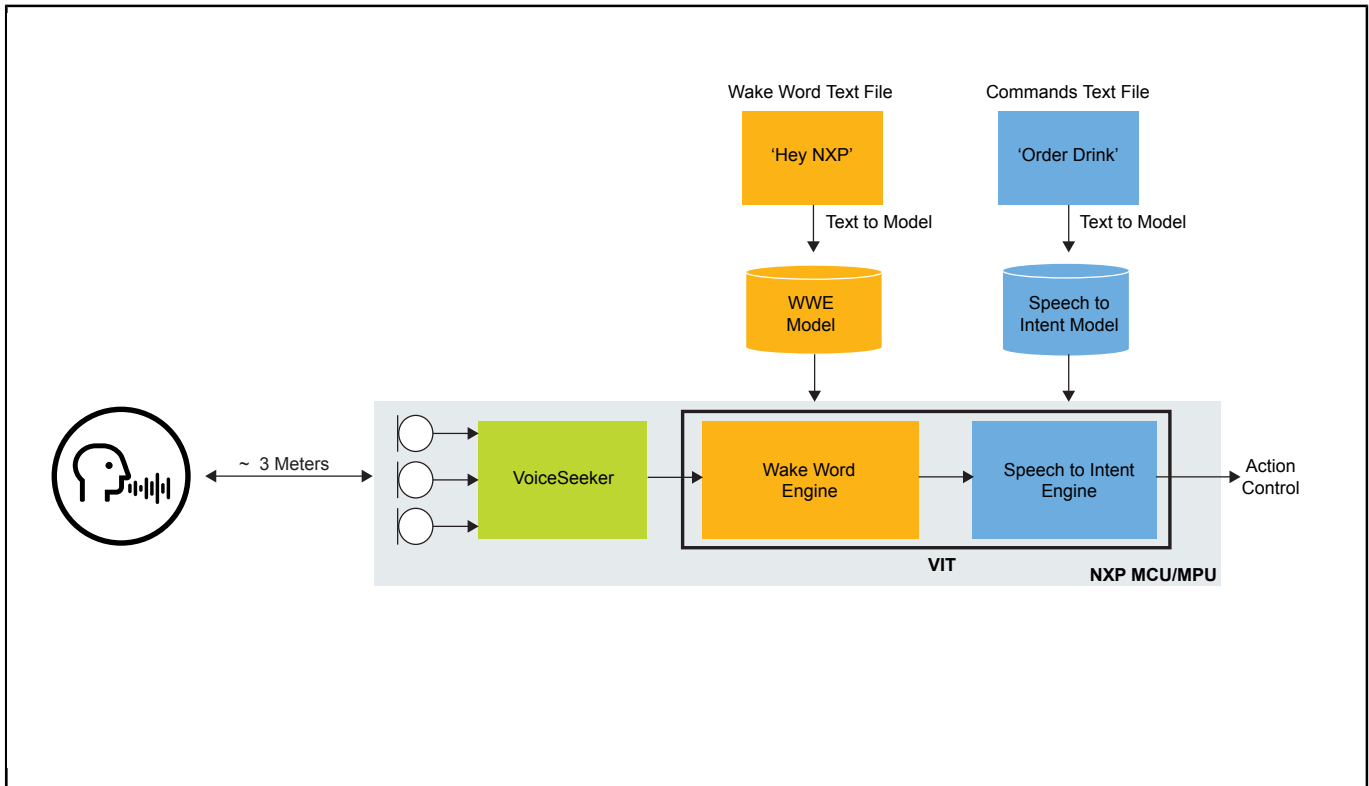 Wake Word Text File
Commands Text File
‘Hey NXP’
‘Order Drink’
Text to Model
Text to Model
WWE
Model
Speech to
Intent Model
~ 3 Meters
VoiceSeeker
Wake Word
Engine
Speech to Intent
Engine
Action
Control
VIT
NXP MCU/MPU